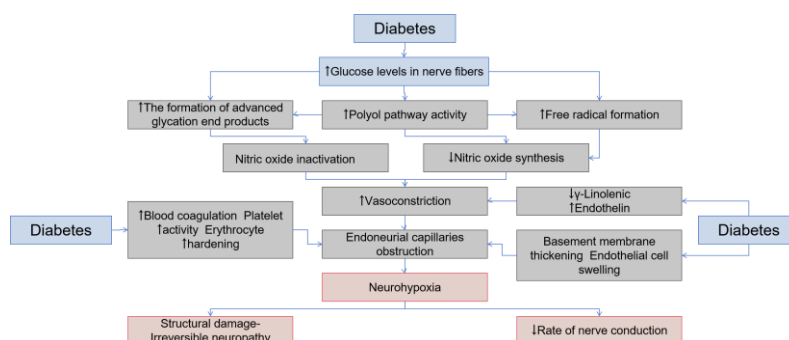 Diabetes
↑Glucose levels in nerve fibers
↑The formation of advanced
glycation end products
↑Polyol pathway activity
↑Free radical formation
Nitric oxide inactivation
↓Nitric oxide synthesis
↑Vasoconstriction
↓γ-Linolenic
↑Endothelin
Diabetes
↑Blood coagulation Platelet
↑activity Erythrocyte
↑hardening
Endoneurial capillaries
obstruction
Basement membrane
thickening Endothelial cell
swelling
Diabetes
Neurohypoxia
Structural damage-
Irreversible neuropathy
↓Rate of nerve conduction